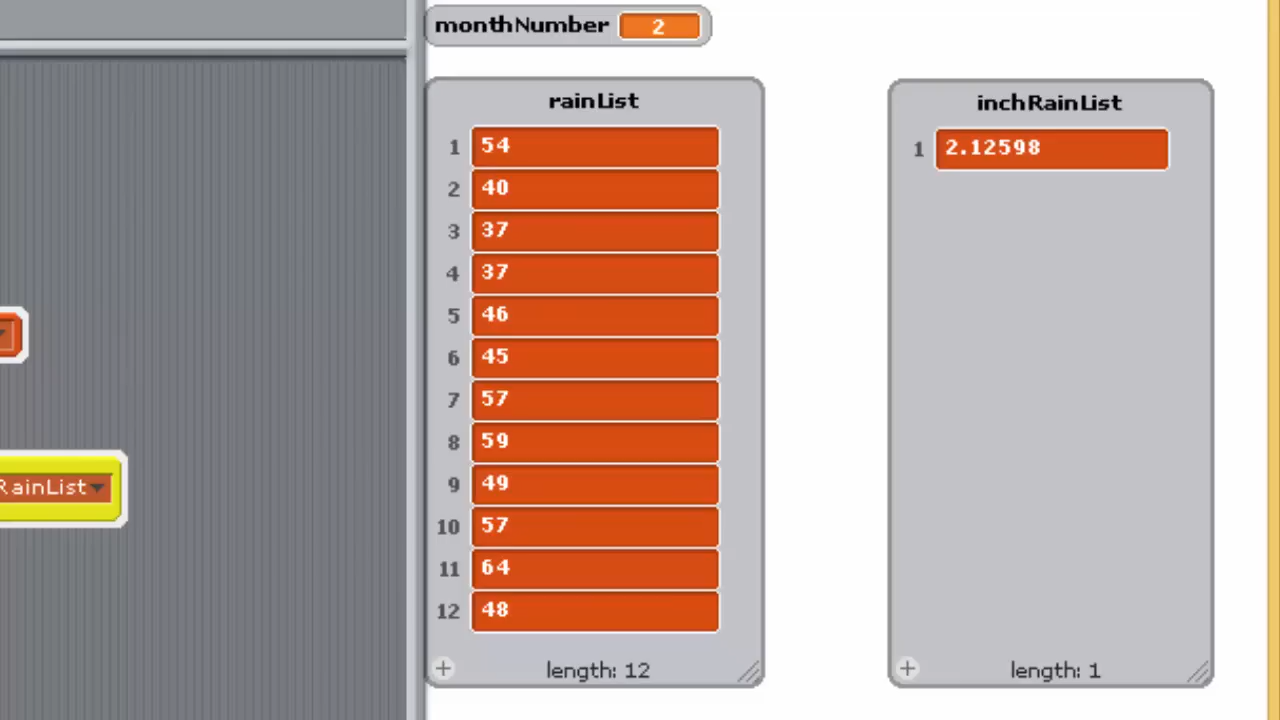 monthNumber 2
rainList
1 54
2 40
3 37
4 37
5 46
6 45
7 57
8 59
9 49
10 57
11 64
12 48
length: 12
inchRainList
1 2.12598
length: 1
RainList